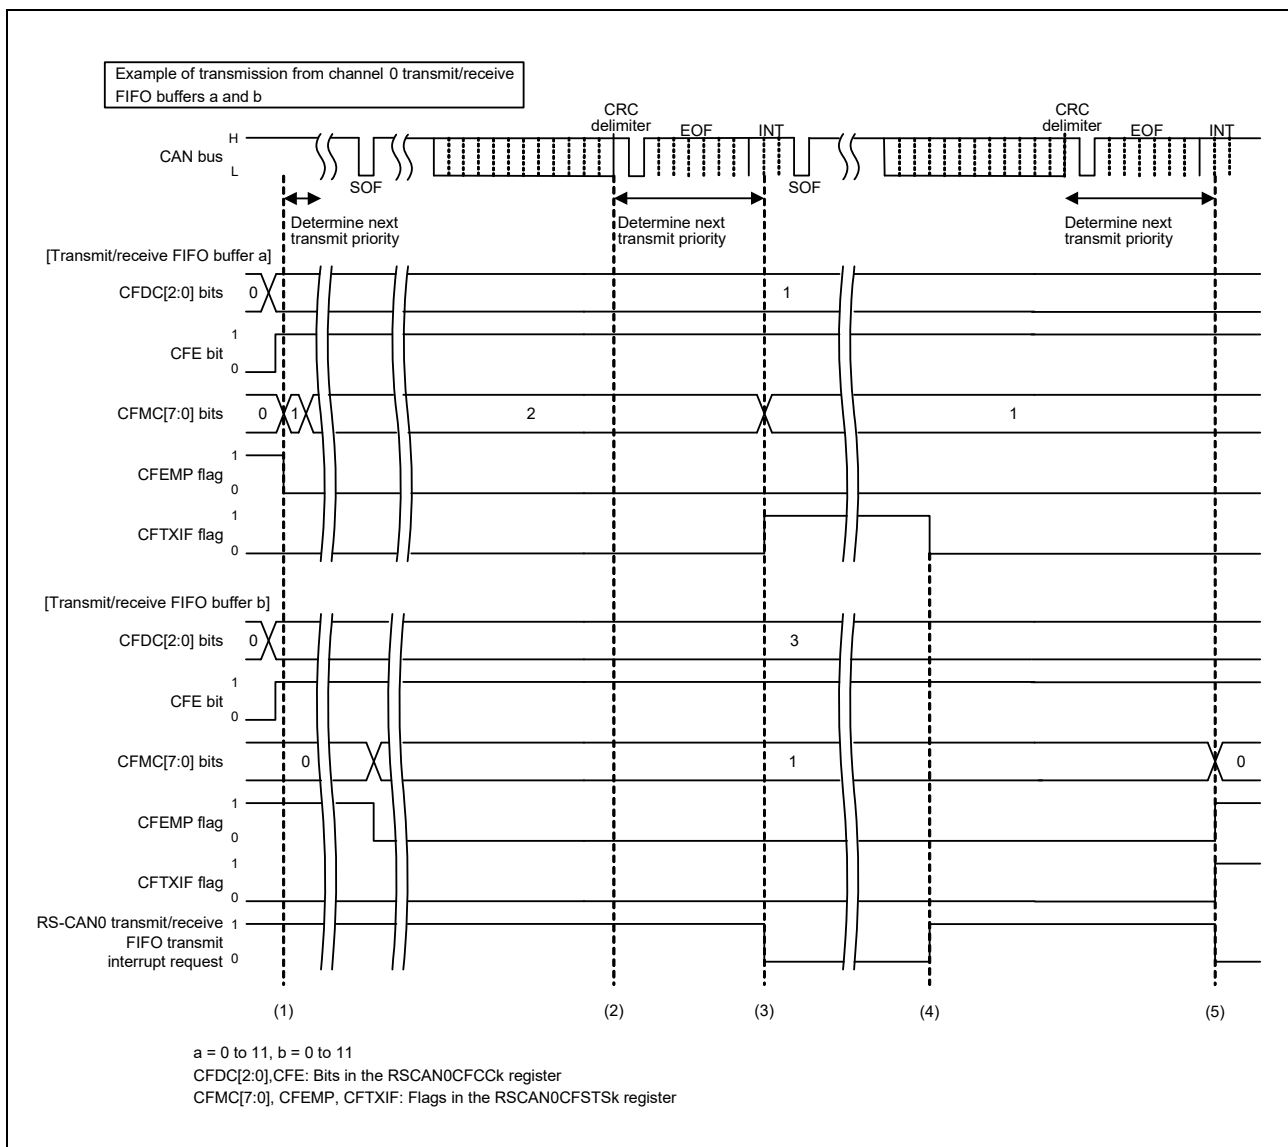 Example of transmission from channel 0 transmit/receive
FIFO buffers a and b
CRC
delimiter
EOF
INT
CRC
delimiter
EOF
INT
H
CAN bus
L
SOF
SOF
Determine next
transmit priority
Determine next
transmit priority
Determine next
transmit priority
[Transmit/receive FIFO buffer a]
CFDC[2:0] bits
0
1
1
CFE bit
0
CFMC[7:0] bits
0
1
2
1
1
CFEMP flag
0
1
CFTXIF flag
0
[Transmit/receive FIFO buffer b]
CFDC[2:0] bits
0
3
1
CFE bit
0
CFMC[7:0] bits
0
1
0
1
CFEMP flag
0
1
CFTXIF flag
0
RS-CAN0 transmit/receive
1
FIFO transmit
interrupt request
0
(1)
(2)
(3)
(4)
(5)
a = 0 to 11, b = 0 to 11
CFDC[2:0],CFE: Bits in the RSCAN0CFCCk register
CFMC[7:0], CFEMP, CFTXIF: Flags in the RSCAN0CFSTSk register